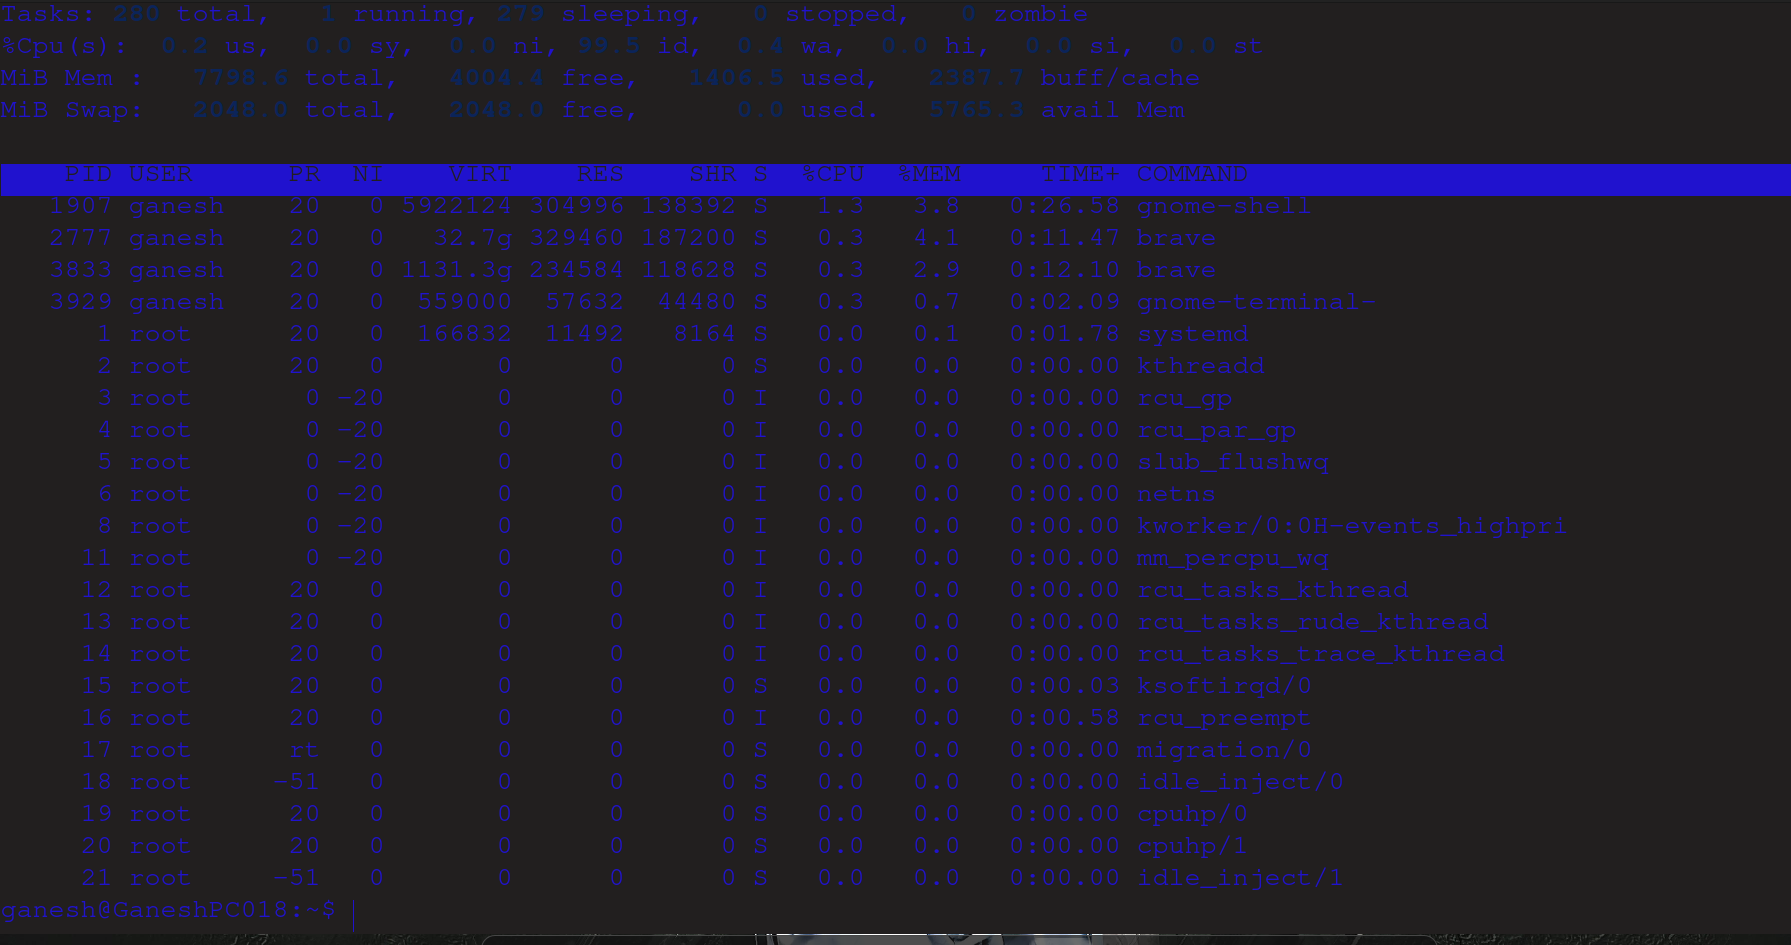 Tasks: 280 total,   1 running, 279 sleeping,   0 stopped,   0 zombie
%Cpu(s):  0.2 us,  0.0 sy,  0.0 ni, 99.5 id,  0.4 wa,  0.0 hi,  0.0 si,  0.0 st
MiB Mem :   7798.6 total,   4004.4 free,   1406.5 used,   2387.7 buff/cache
MiB Swap:   2048.0 total,   2048.0 free,      0.0 used.   5765.3 avail Mem
    PID USER      PR  NI    VIRT    RES    SHR S  %CPU  %MEM     TIME+ COMMAND
   1907 ganesh    20   0 5922124 304996 138392 S   1.3   3.8   0:26.58 gnome-shell
   2777 ganesh    20   0   32.7g 329460 187200 S   0.3   4.1   0:11.47 brave
   3833 ganesh    20   0 1131.3g 234584 118628 S   0.3   2.9   0:12.10 brave
   3929 ganesh    20   0  559000  57632  44480 S   0.3   0.7   0:02.09 gnome-terminal-
      1 root      20   0  166832  11492   8164 S   0.0   0.1   0:01.78 systemd
      2 root      20   0       0      0      0 S   0.0   0.0   0:00.00 kthreadd
      3 root       0 -20       0      0      0 I   0.0   0.0   0:00.00 rcu_gp
      4 root       0 -20       0      0      0 I   0.0   0.0   0:00.00 rcu_par_gp
      5 root       0 -20       0      0      0 I   0.0   0.0   0:00.00 slub_flushwq
      6 root       0 -20       0      0      0 I   0.0   0.0   0:00.00 netns
      8 root       0 -20       0      0      0 I   0.0   0.0   0:00.00 kworker/0:0H-events_highpri
     11 root       0 -20       0      0      0 I   0.0   0.0   0:00.00 mm_percpu_wq
     12 root      20   0       0      0      0 I   0.0   0.0   0:00.00 rcu_tasks_kthread
     13 root      20   0       0      0      0 I   0.0   0.0   0:00.00 rcu_tasks_rude_kthread
     14 root      20   0       0      0      0 I   0.0   0.0   0:00.00 rcu_tasks_trace_kthread
     15 root      20   0       0      0      0 S   0.0   0.0   0:00.03 ksoftirqd/0
     16 root      20   0       0      0      0 I   0.0   0.0   0:00.58 rcu_preempt
     17 root      rt   0       0      0      0 S   0.0   0.0   0:00.00 migration/0
     18 root     -51   0       0      0      0 S   0.0   0.0   0:00.00 idle_inject/0
     19 root      20   0       0      0      0 S   0.0   0.0   0:00.00 cpuhp/0
     20 root      20   0       0      0      0 S   0.0   0.0   0:00.00 cpuhp/1
     21 root     -51   0       0      0      0 S   0.0   0.0   0:00.00 idle_inject/1
ganesh@GaneshPC018:~$